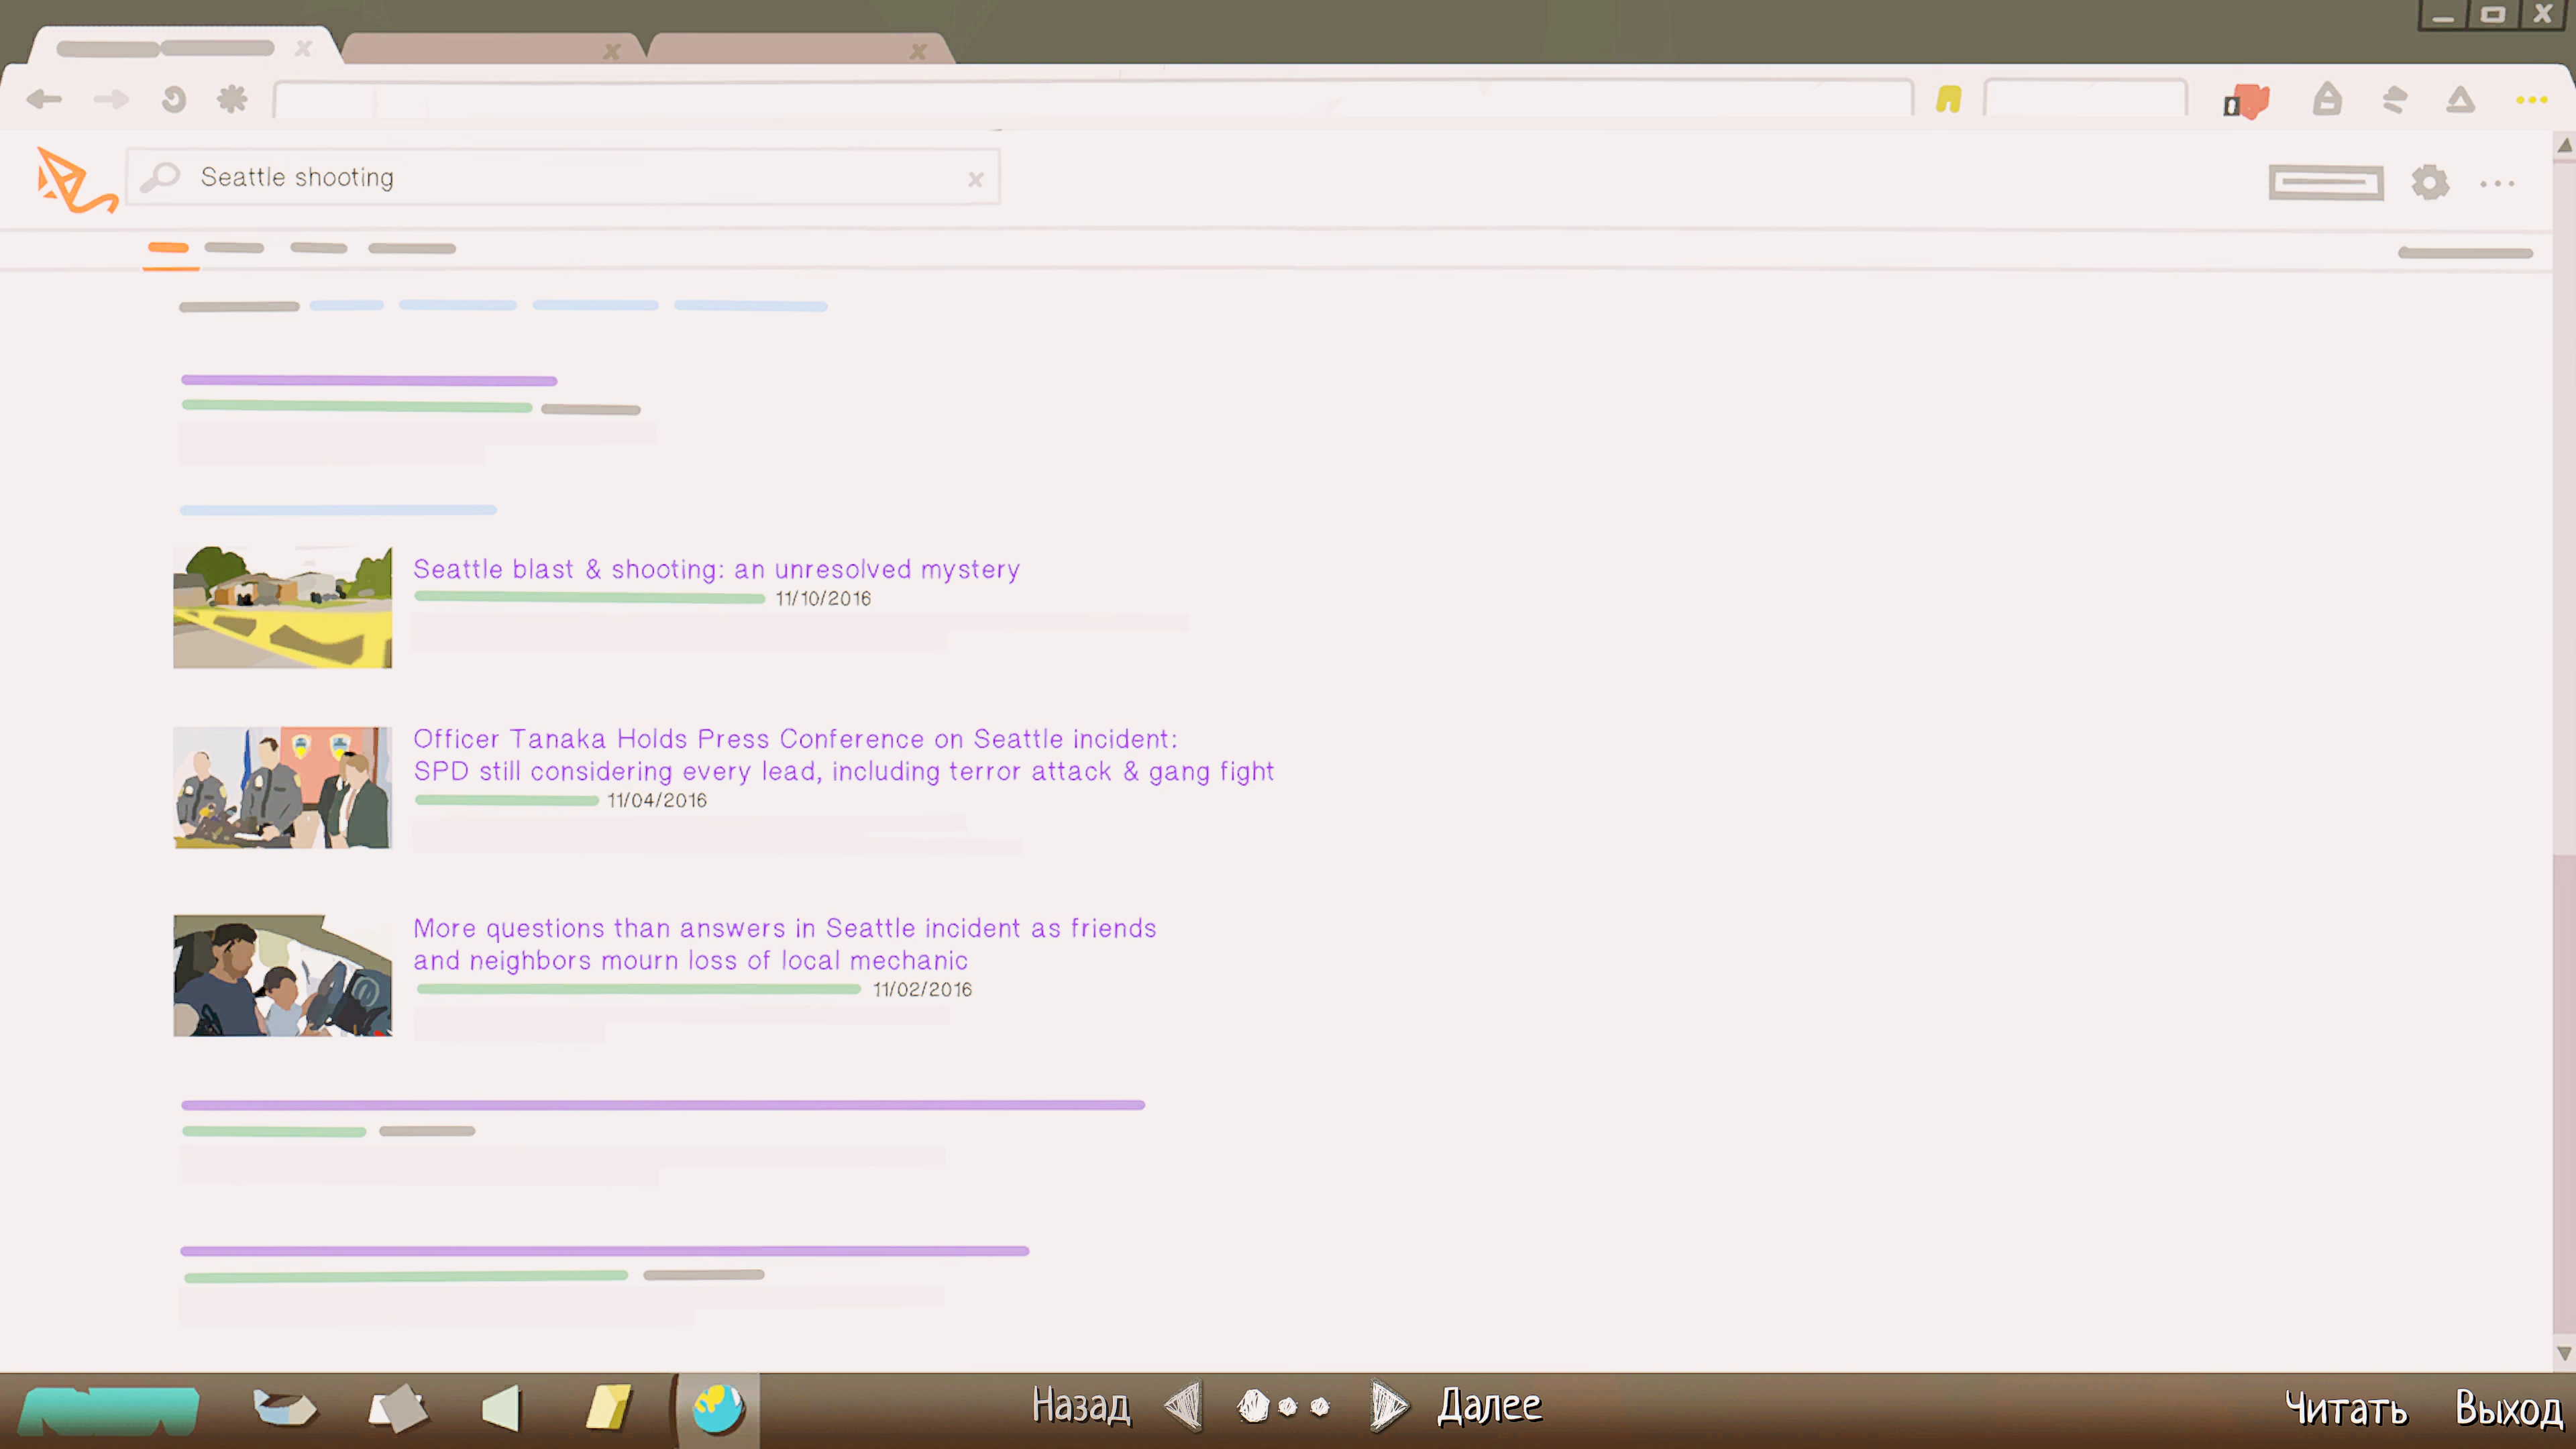 Seattle shooting
Seattle blast & shooting: an unresolved mystery
11/10/2016
Officer Tanaka Holds Press Conference on Seattle incident:
SPD still considering every lead, including terror attack & gang fight
11/04/2016
More questions than answers in Seattle incident as friends
and neighbors mourn loss of local mechanic
11/02/2016
Назад
Далее
Читать
Выход